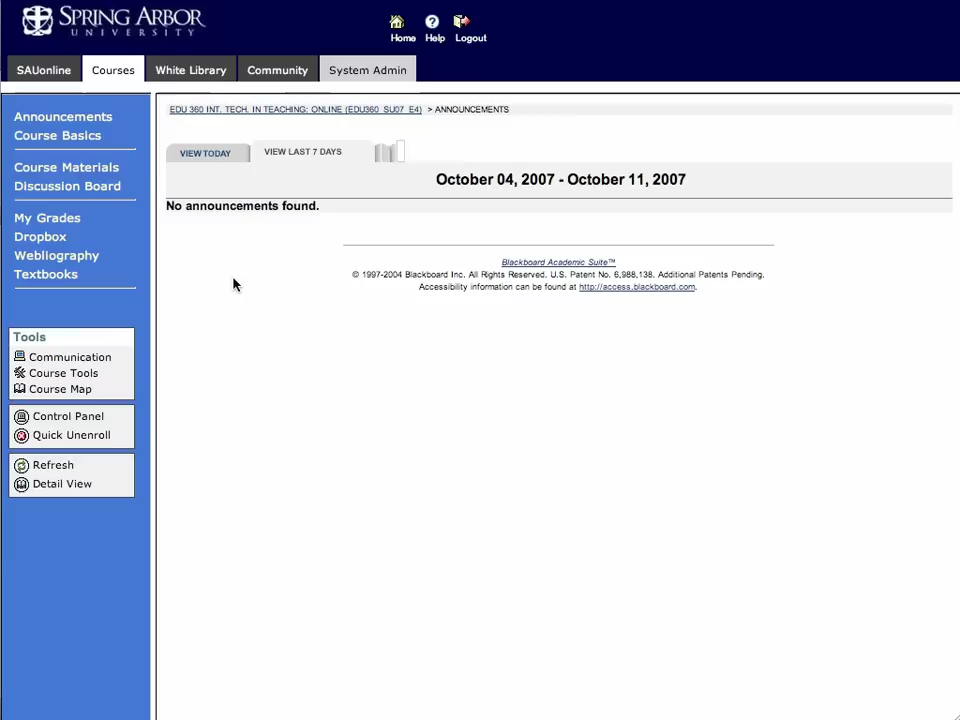 SPRING ARBOR
UNIVERSITY
Home Help Logout
SAUonline Courses White Library Community System Admin
Announcements
Course Basics
Course Materials
Discussion Board
My Grades
Dropbox
Webliography
Textbooks
Tools
Communication
Course Tools
Course Map
Control Panel
Quick Unenroll
Refresh
Detail View
EDU 360 INT. TECH. IN TEACHING: ONLINE (EDU360_SU07_E4) > ANNOUNCEMENTS
VIEW TODAY VIEW LAST 7 DAYS
October 04, 2007 - October 11, 2007
No announcements found.
Blackboard Academic Suite™
© 1997-2004 Blackboard Inc. All Rights Reserved. U.S. Patent No. 6,988,138. Additional Patents Pending.
Accessibility information can be found at http://access.blackboard.com.